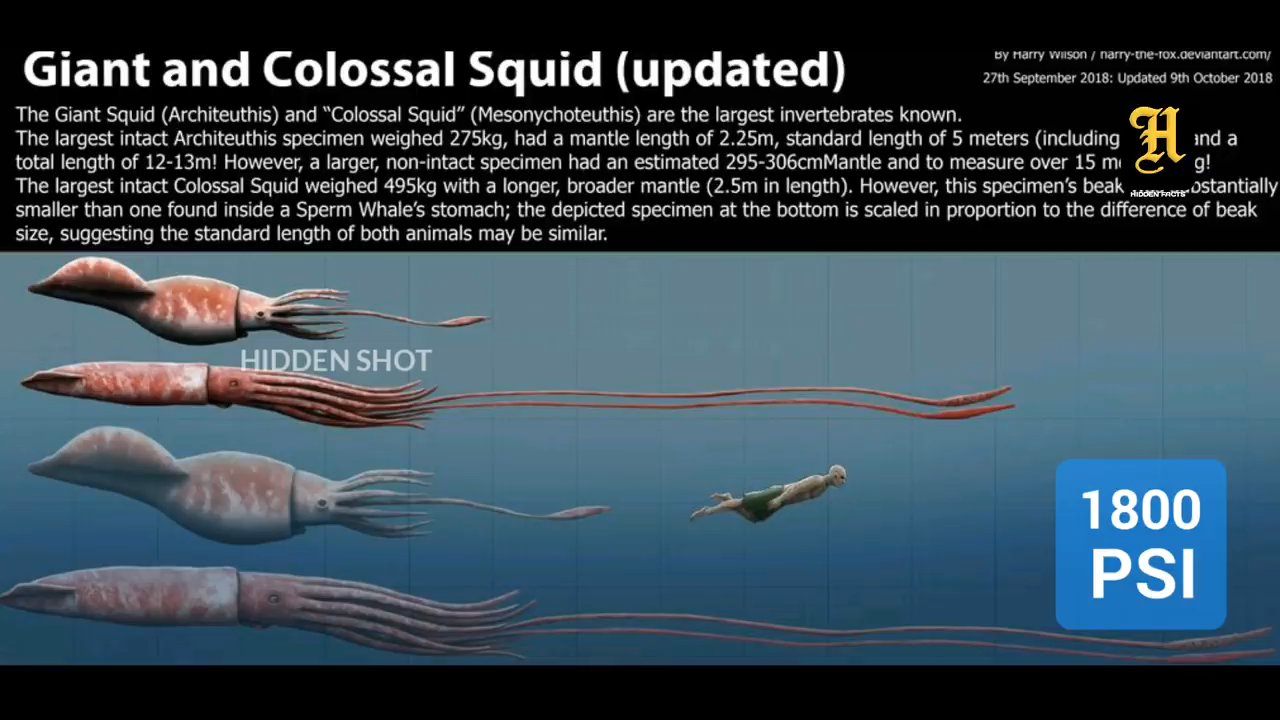 Giant and Colossal Squid (updated)
By Harry Wilson / harry-the-fox.deviantart.com/
27th September 2018: Updated 9th October 2018
The Giant Squid (Architeuthis) and “Colossal Squid” (Mesonychoteuthis) are the largest invertebrates known.
The largest intact Architeuthis specimen weighed 275kg, had a mantle length of 2.25m, standard length of 5 meters (including and a
total length of 12-13m! However, a larger, non-intact specimen had an estimated 295-306cmMantle and to measure over 15 m g!
The largest intact Colossal Squid weighed 495kg with a longer, broader mantle (2.5m in length). However, this specimen’s beak bstantially
smaller than one found inside a Sperm Whale’s stomach; the depicted specimen at the bottom is scaled in proportion to the difference of beak
size, suggesting the standard length of both animals may be similar.
H
HIDDEN FACTS
HIDDEN SHOT
1800
PSI